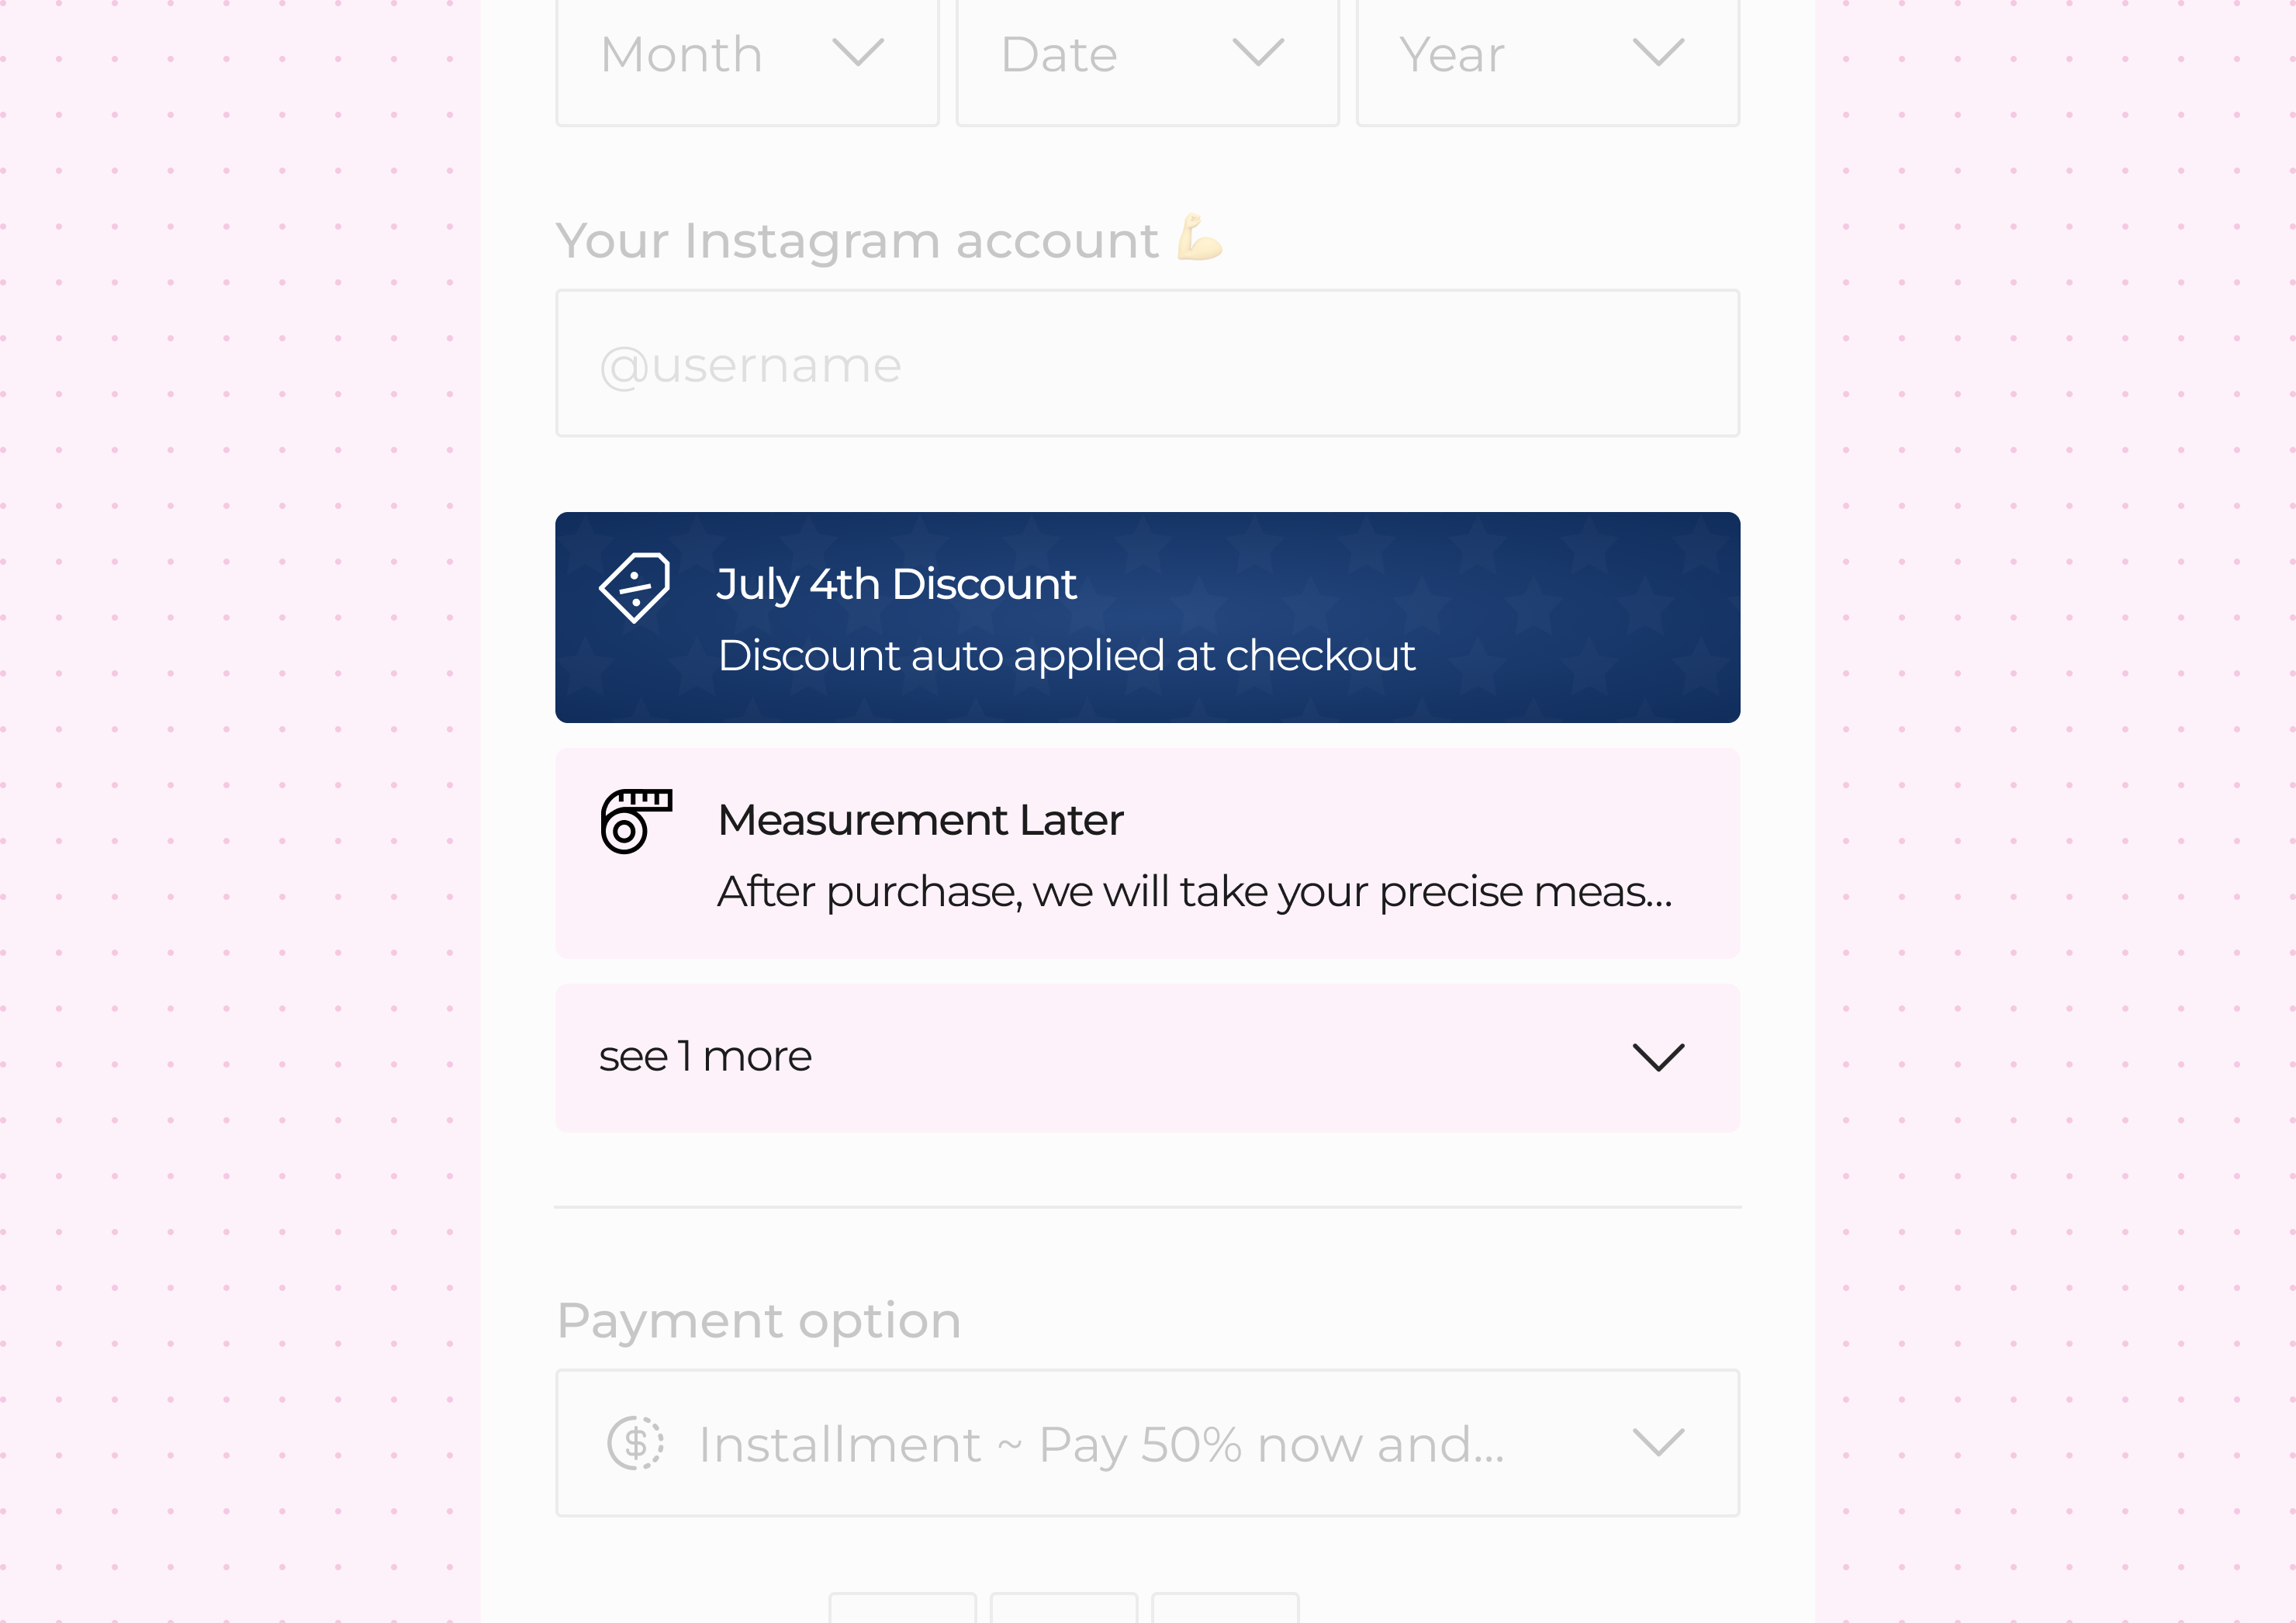 Month Date Year
Your Instagram account 💪
@username
July 4th Discount
Discount auto applied at checkout
Measurement Later
After purchase, we will take your precise meas...
see 1 more
Payment option
Installment ~ Pay 50% now and...